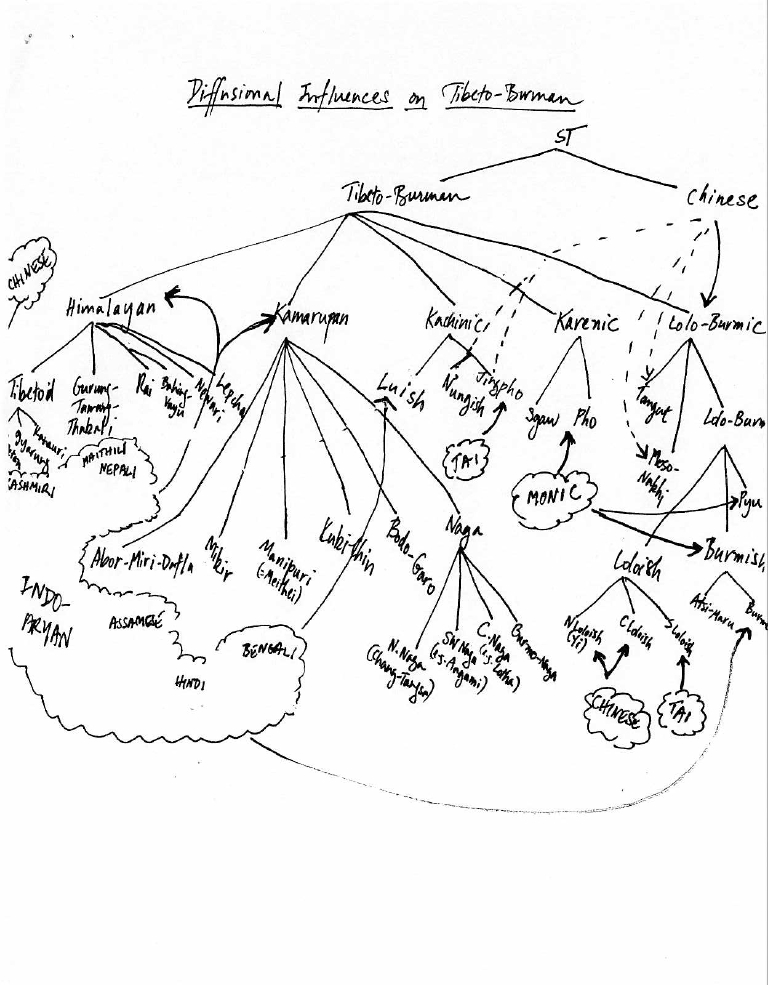 Diffusional Influences on Tibeto-Burman
ST
Tibeto-Burman
Chinese
CHINESE
Himalayan
Kamarupan
Kachinic
Karenic
Lolo-Burmic
Tibetoid
Gurung-
Tamang-
Thakali
Rai
Bahing-
Vayu
Newari
Lepcha
Luish
Nungish
Jingpho
Sgaw
Pho
Tangut
Moso-
Nakhi
Lolo-Burm
Kanauri
gyarung
MAITHILI
NEPALI
KASHMIRI
TAI
MONIC
Pyu
Abor-Miri-Dafla
Mikir
Manipuri
(=Meithei)
Kuki-Chin
Bodo-Garo
Naga
Loloish
Burmish
INDO-
ARYAN
ASSAMESE
HINDI
BENGALI
N. Naga
(Chang-Tangsa)
SW Naga
(e.g. Angami)
C. Naga
(e.g. Lotha)
Burmo-Naga
N Loloish
(Yi)
C Loloish
S Loloish
Atsi-Maru
Burm
CHINESE
TAI